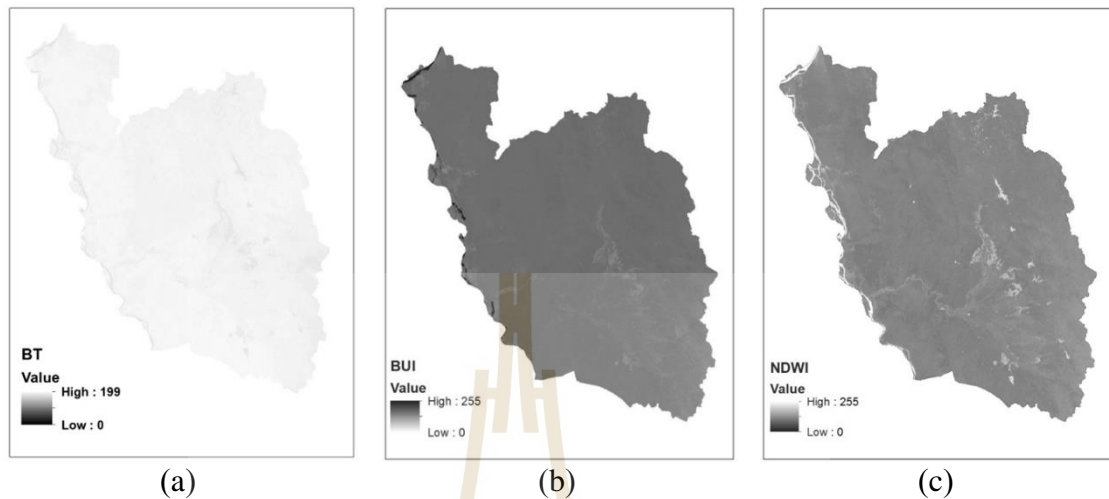 BT
Value
High : 199
Low : 0
BUI
Value
High : 255
Low : 0
NDWI
Value
High : 255
Low : 0
(a)
(b)
(c)